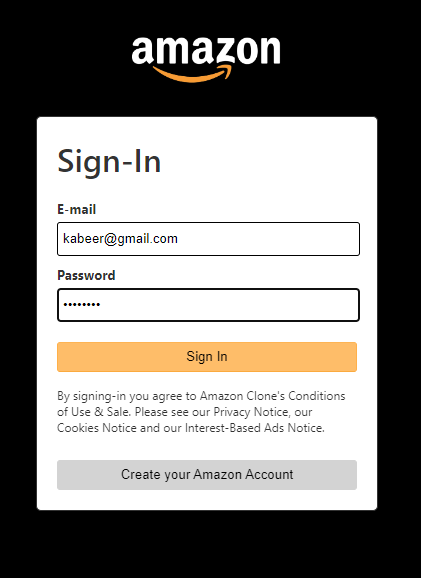 amazon
Sign-In
E-mail
kabeer@gmail.com
Password
••••••••
Sign In
By signing-in you agree to Amazon Clone's Conditions
of Use & Sale. Please see our Privacy Notice, our
Cookies Notice and our Interest-Based Ads Notice.
Create your Amazon Account